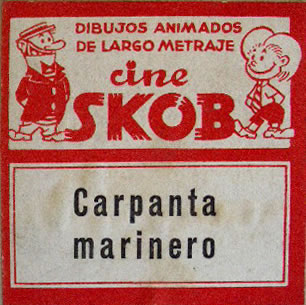 DIBUJOS ANIMADOS
DE LARGO METRAJE
cine
SKOB
Carpanta
marinero